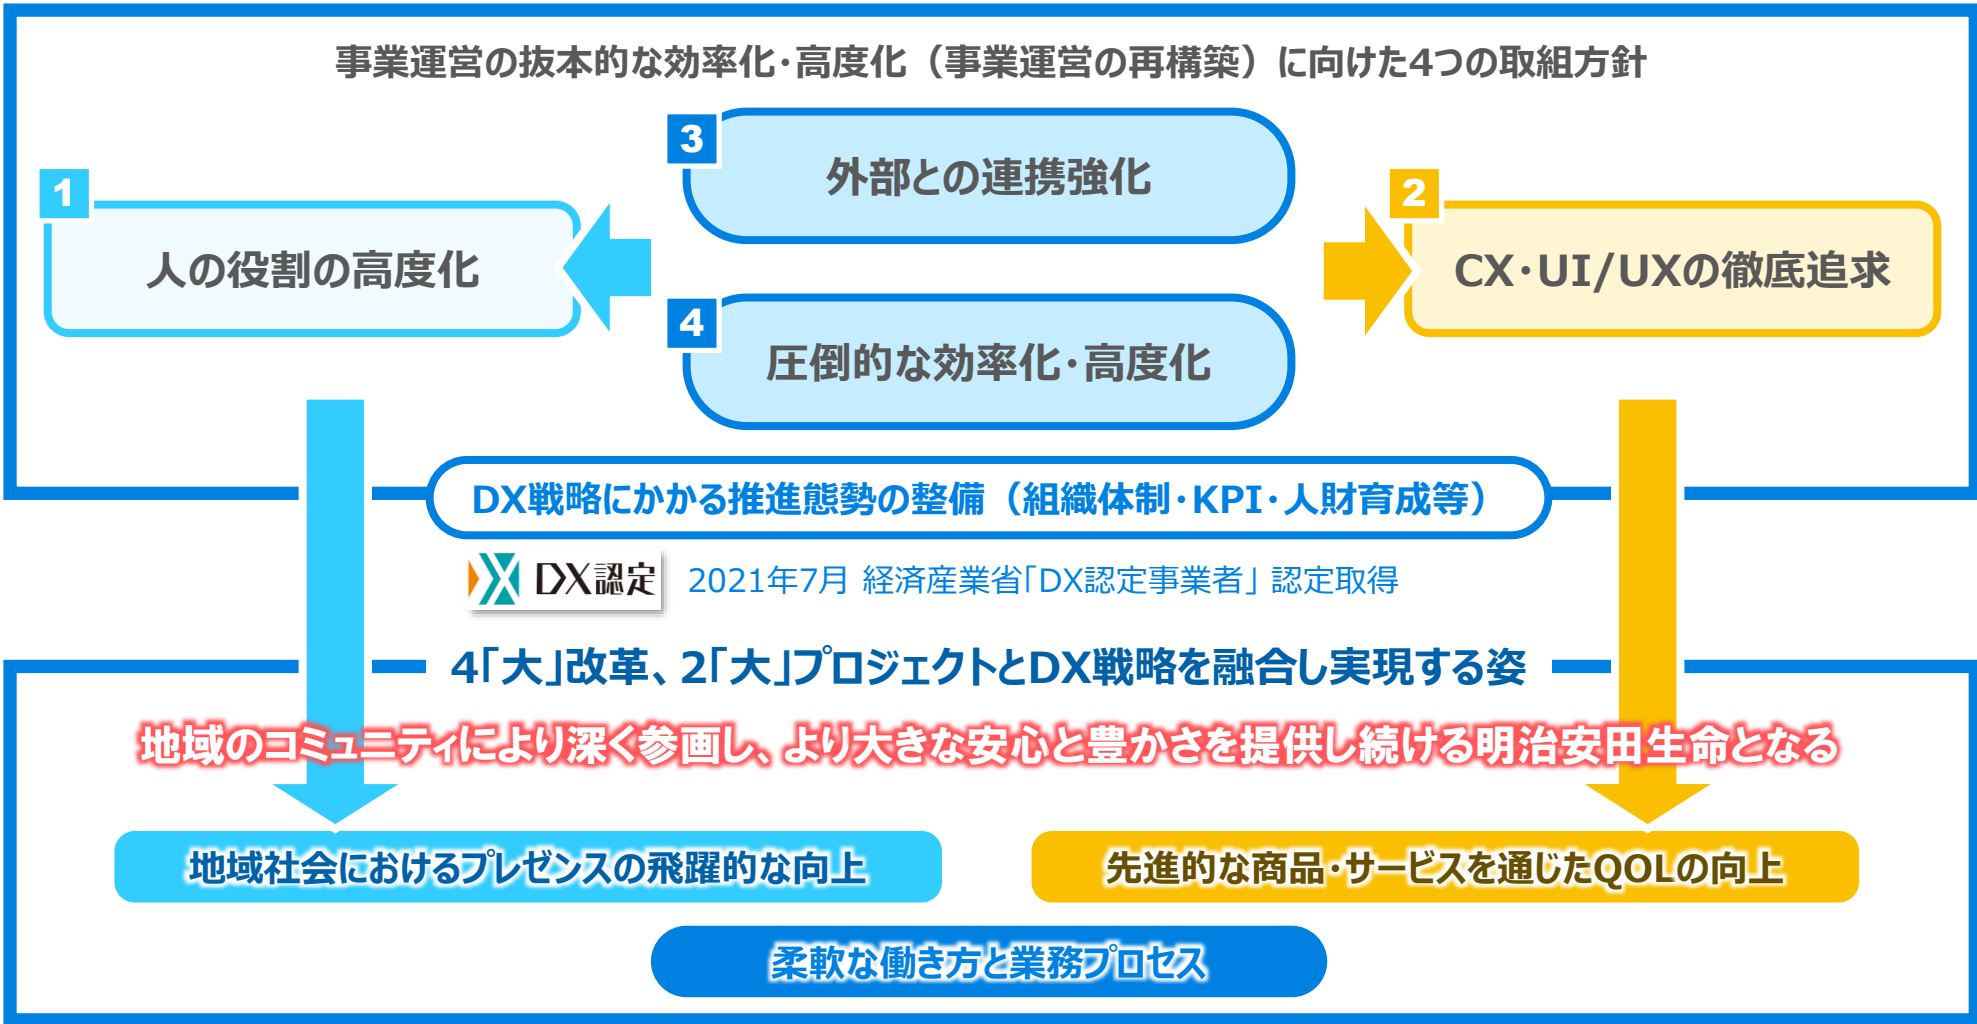 事業運営の抜本的な効率化・高度化（事業運営の再構築）に向けた4つの取組方針
1
人の役割の高度化
3
外部との連携強化
4
圧倒的な効率化・高度化
2
CX・UI/UXの徹底追求
DX戦略にかかる推進態勢の整備（組織体制・KPI・人財育成等）
DX認定
2021年7月 経済産業省「DX認定事業者」 認定取得
4「大」改革、2「大」プロジェクトとDX戦略を融合し実現する姿
地域のコミュニティにより深く参画し、より大きな安心と豊かさを提供し続ける明治安田生命となる
地域社会におけるプレゼンスの飛躍的な向上
先進的な商品・サービスを通じたQOLの向上
柔軟な働き方と業務プロセス